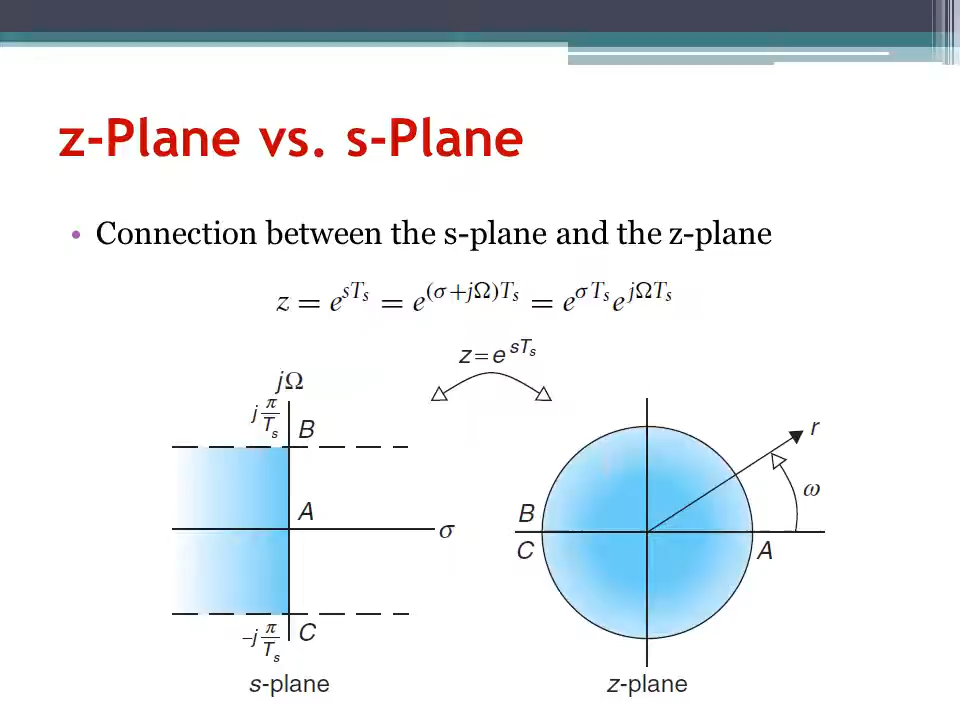 z-Plane vs. s-Plane
• Connection between the s-plane and the z-plane
z = e^{sT_s} = e^{(σ+jΩ)T_s} = e^{σT_s} e^{jΩT_s}
z = e^{sT_s}
jΩ
j π/T_s
B
A
σ
–j π/T_s
C
s-plane
r
ω
B
C
A
z-plane